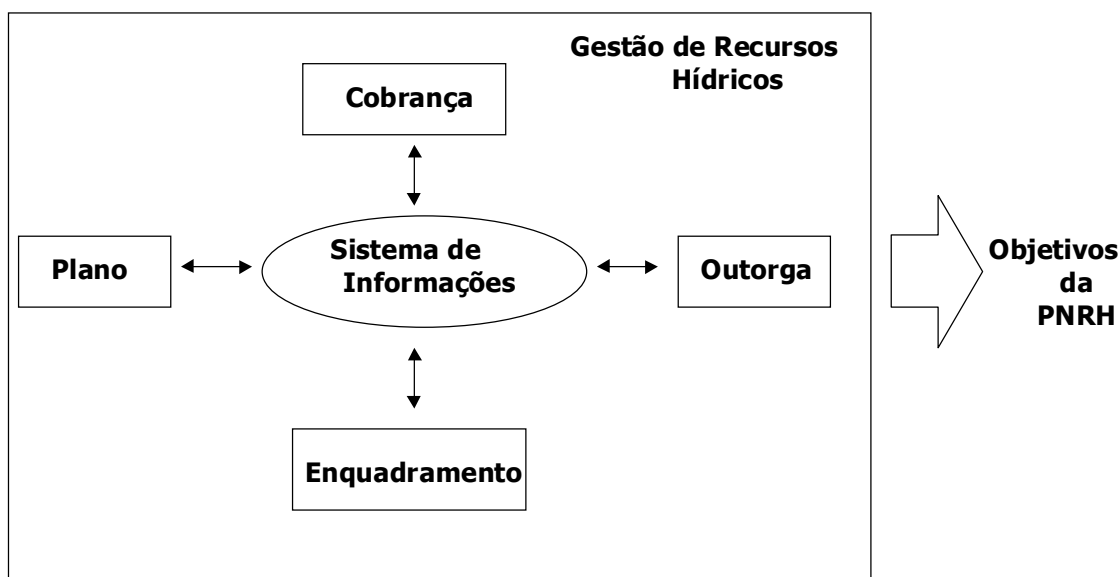 Gestão de Recursos
Hídricos
Cobrança
Plano
Sistema de
Informações
Outorga
Enquadramento
Objetivos
da
PNRH